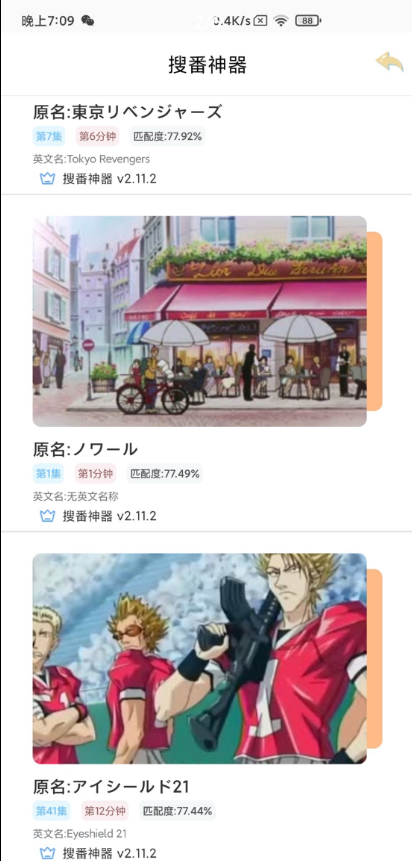 晚上7:09
0.4K/s
88
搜番神器
原名:東京リベンジャーズ
第7集 第6分钟 匹配度:77.92%
英文名:Tokyo Revengers
搜番神器 v2.11.2
原名:ノワール
第1集 第1分钟 匹配度:77.49%
英文名:无英文名称
搜番神器 v2.11.2
原名:アイシールド21
第41集 第12分钟 匹配度:77.44%
英文名:Eyeshield 21
搜番神器 v2.11.2